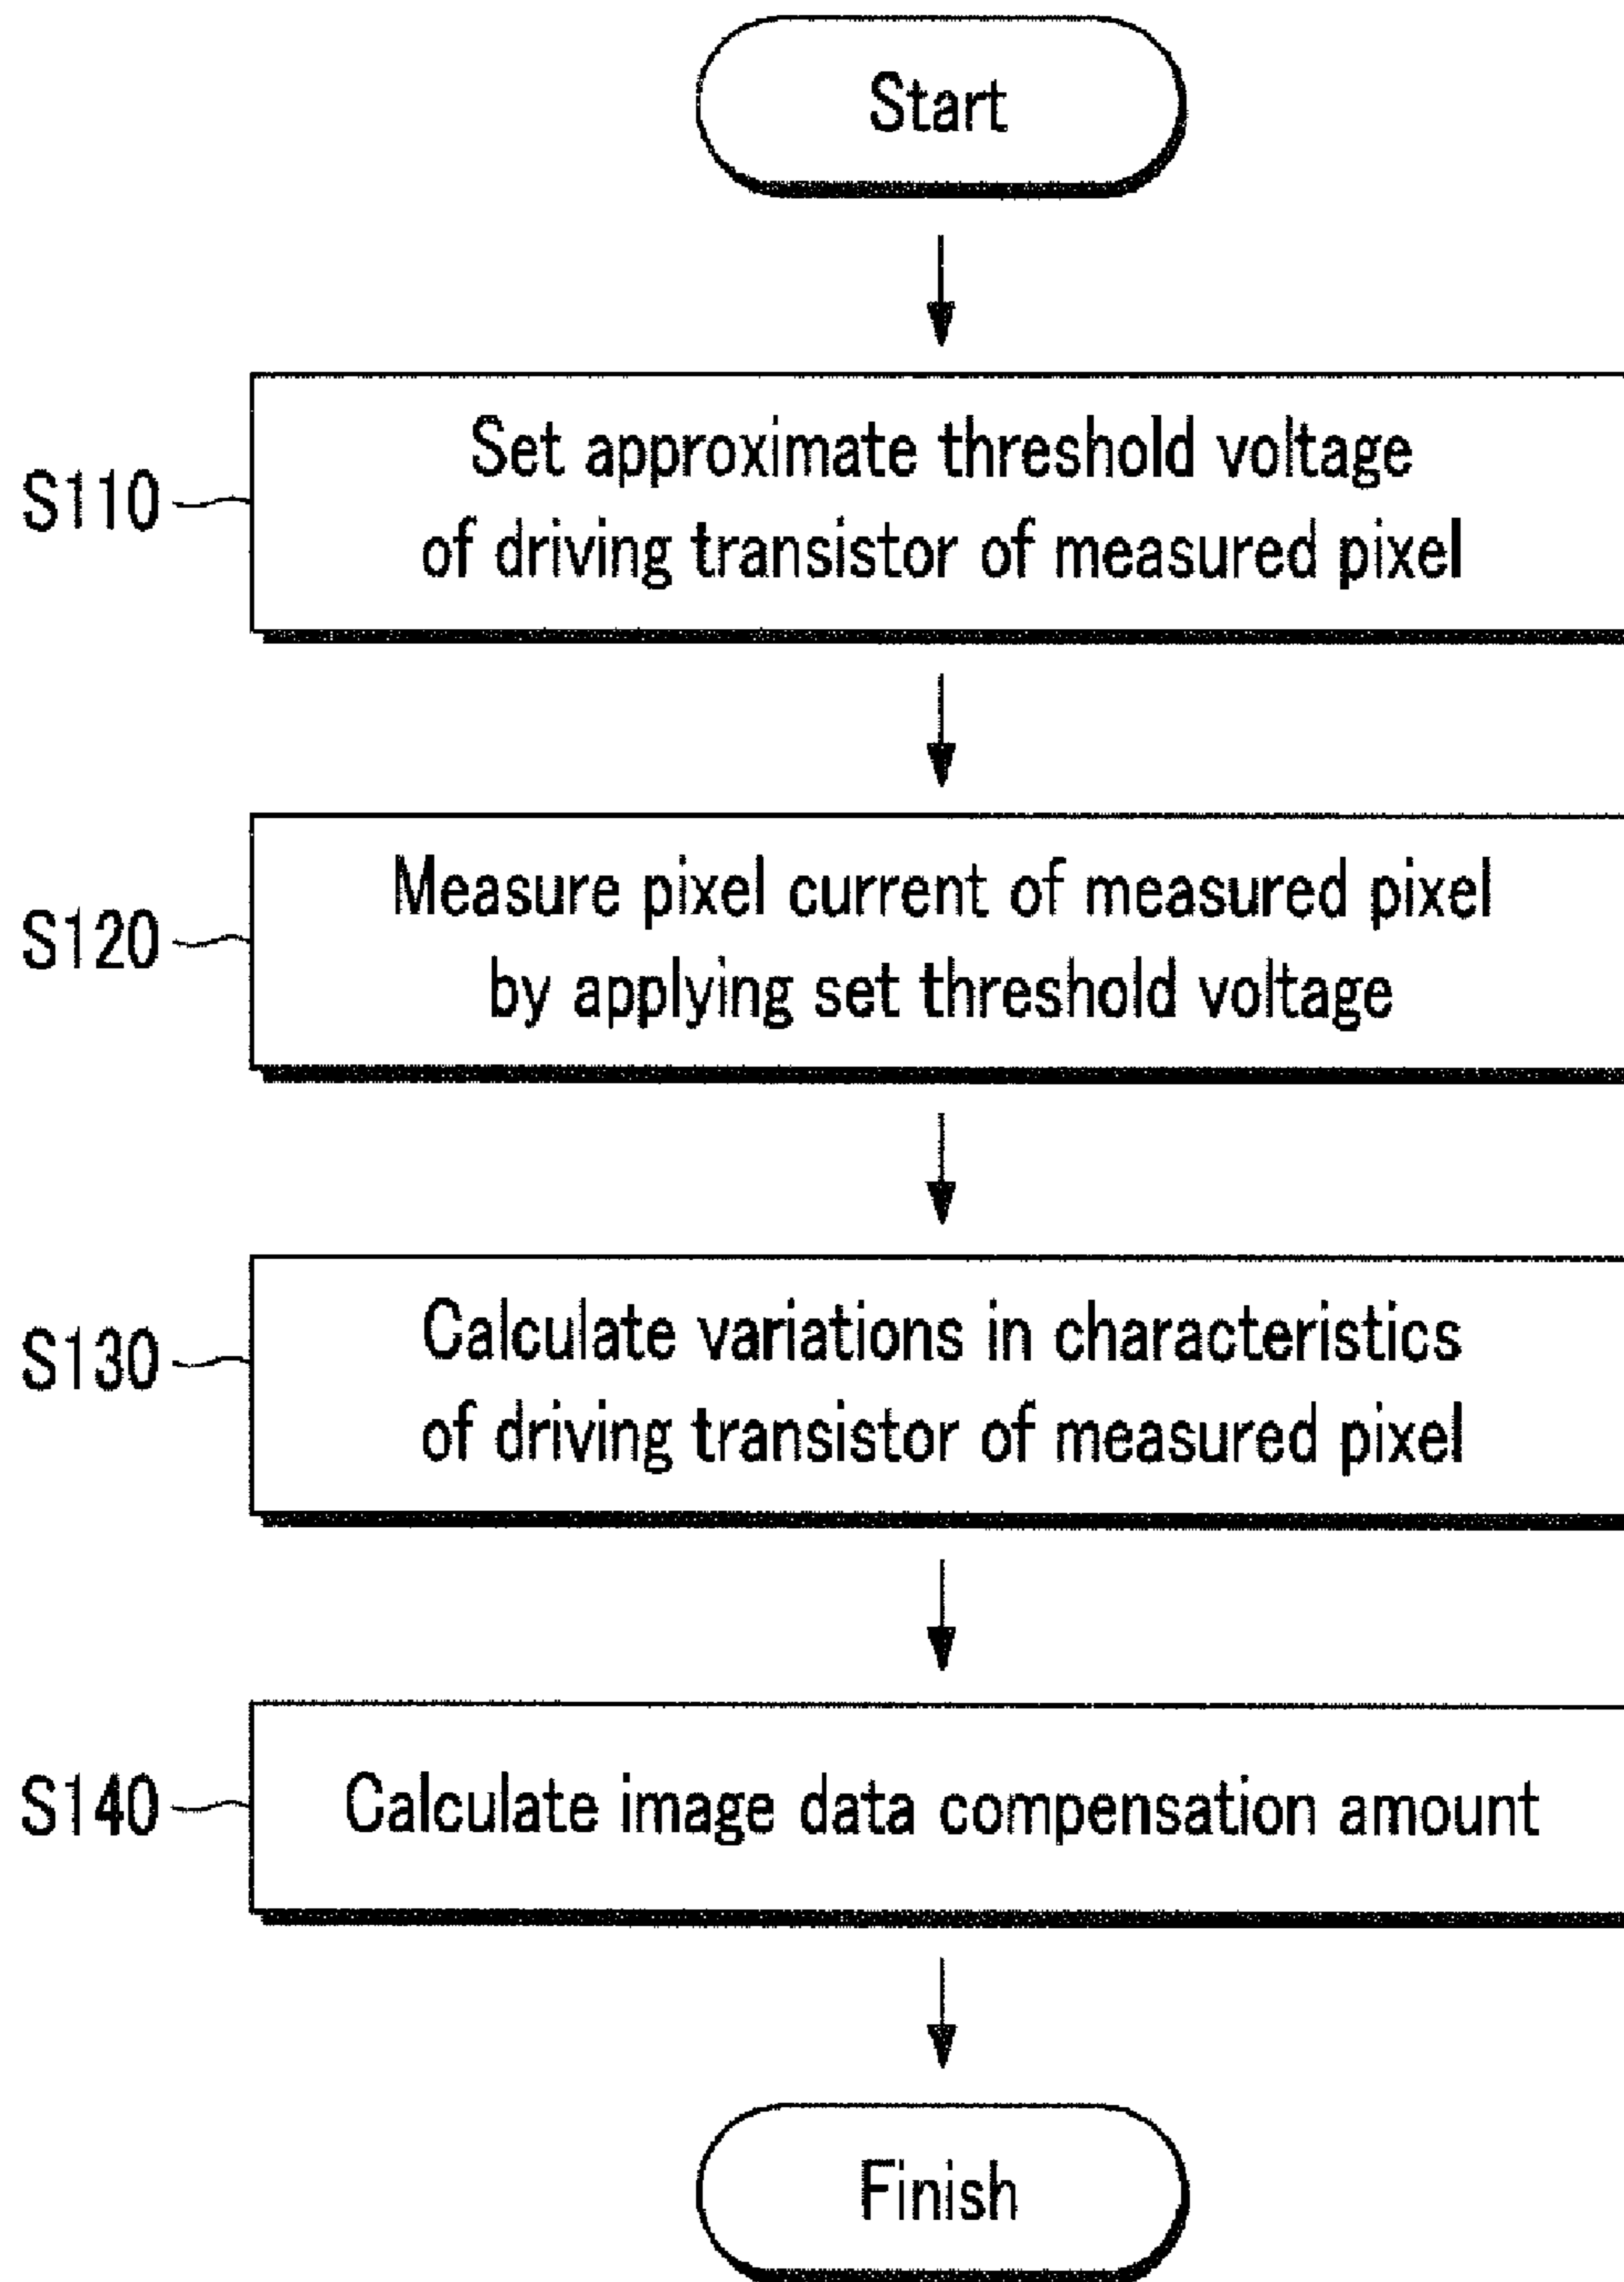 Start
S110
Set approximate threshold voltage
of driving transistor of measured pixel
S120
Measure pixel current of measured pixel
by applying set threshold voltage
S130
Calculate variations in characteristics
of driving transistor of measured pixel
S140
Calculate image data compensation amount
Finish